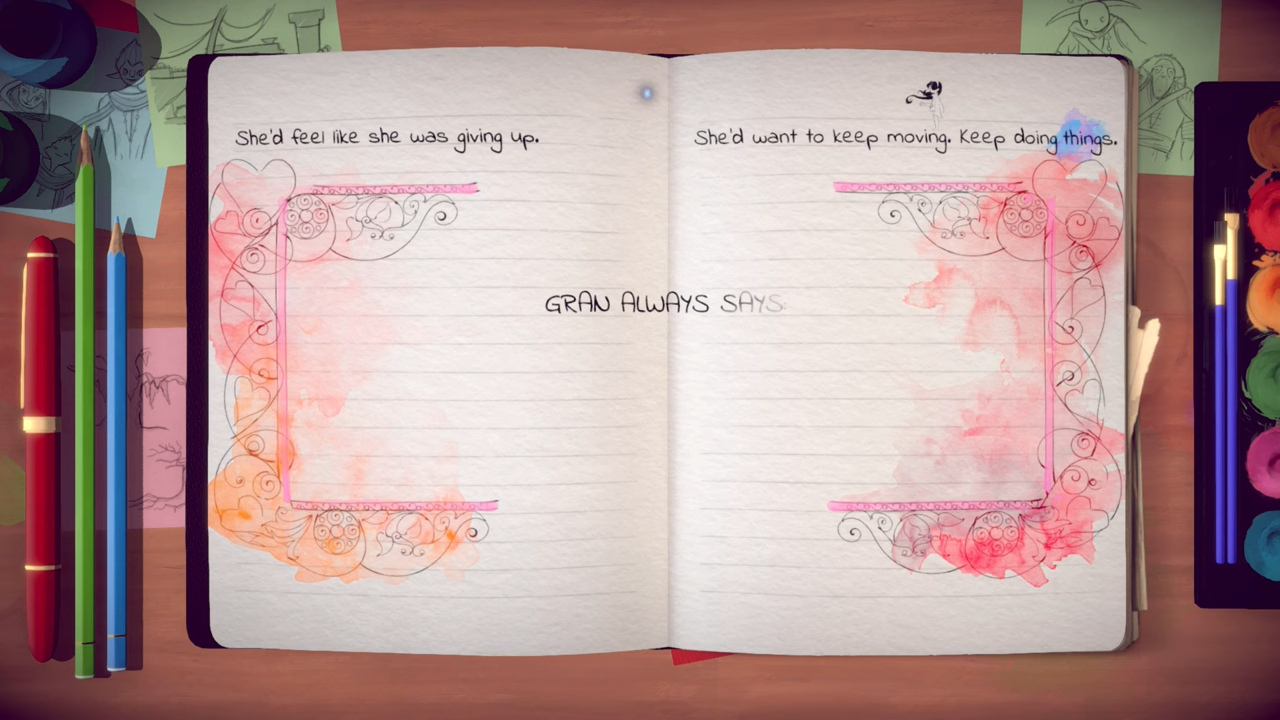 She'd feel like she was giving up.
She'd want to keep moving. Keep doing things.
GRAN ALWAYS SAYS